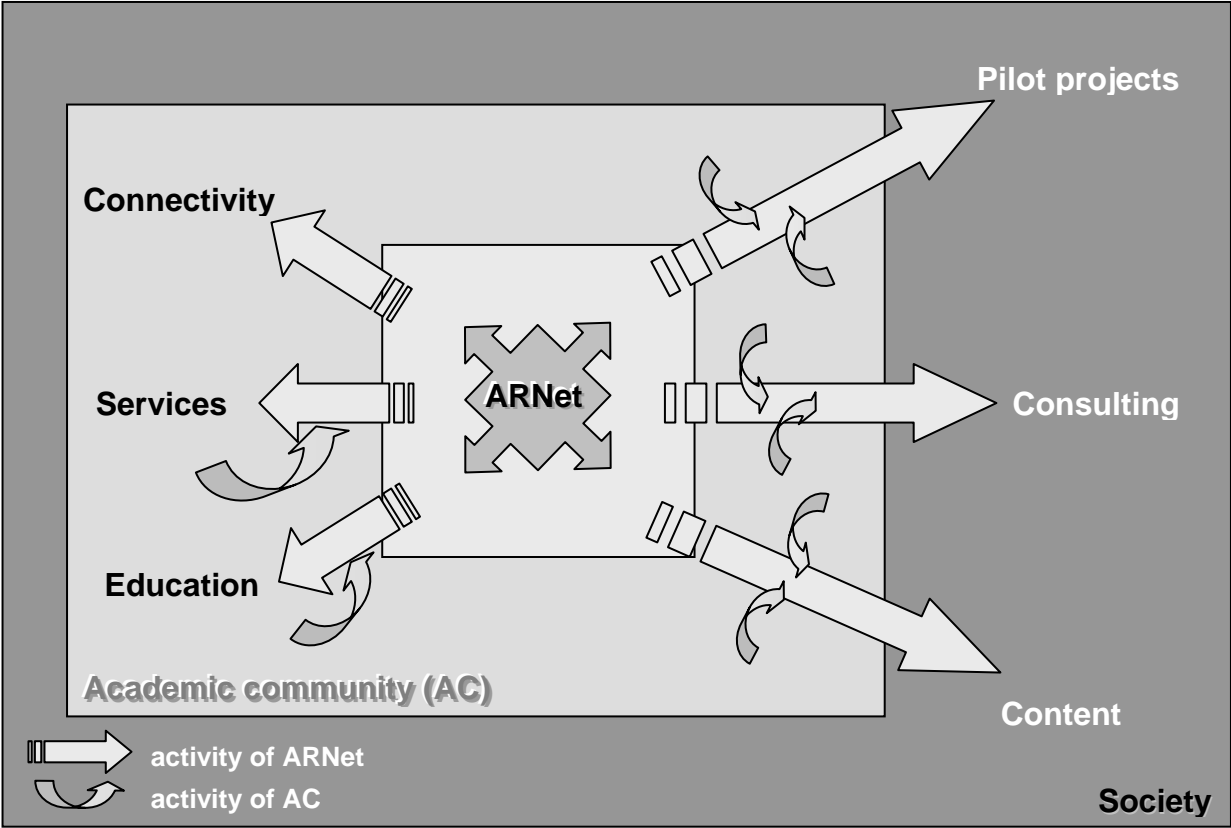 Pilot projects
Connectivity
ARNet
Services
Consulting
Education
Academic community (AC)
Content
activity of ARNet
activity of AC
Society